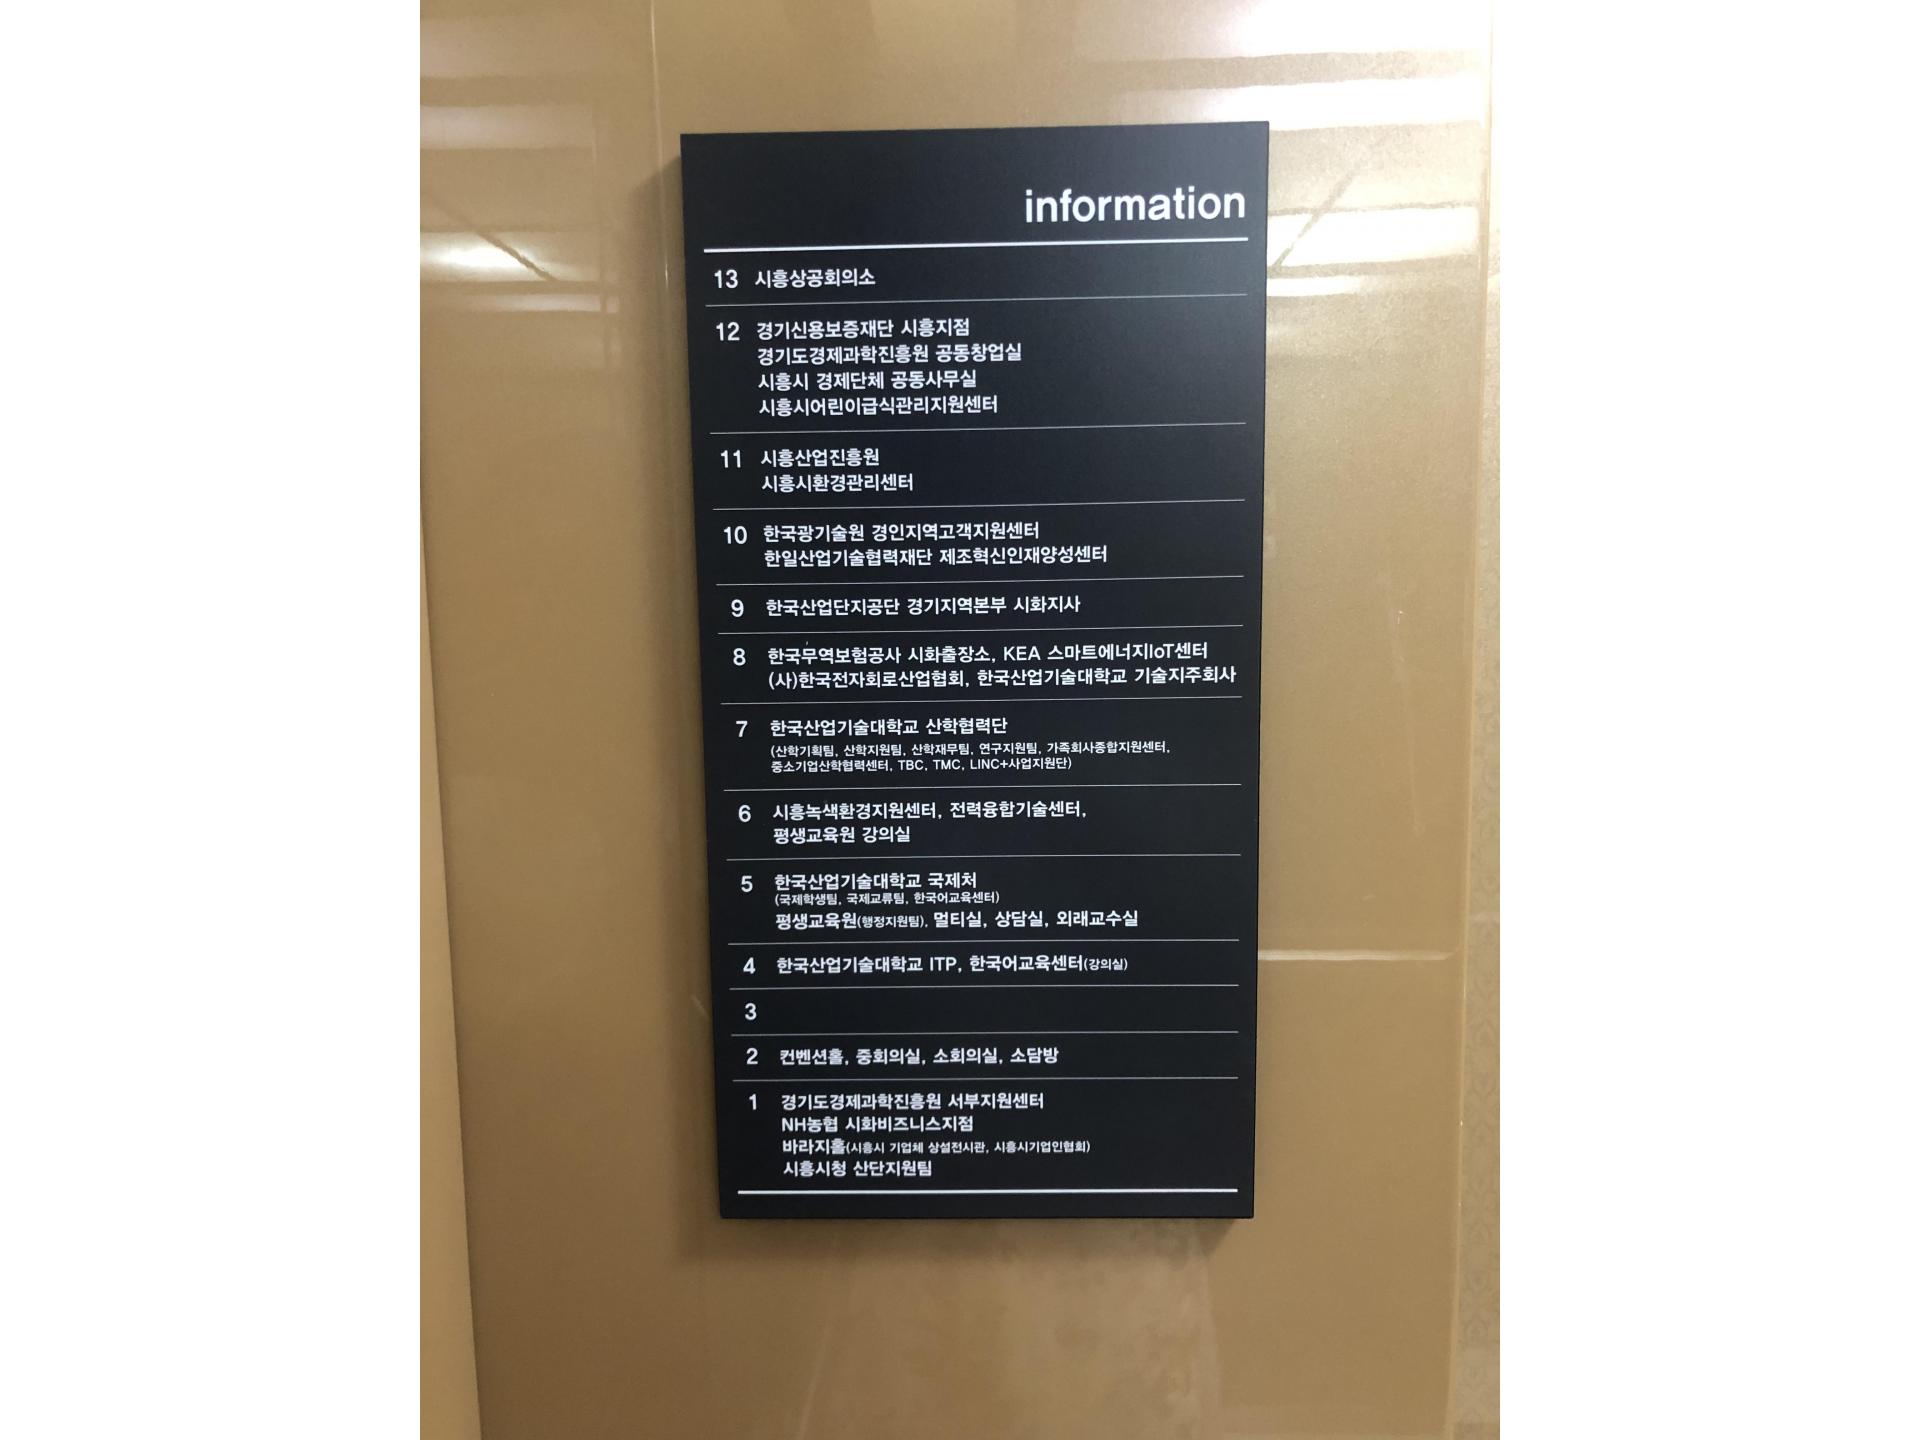 information
13 시흥상공회의소
12 경기신용보증재단 시흥지점
경기도경제과학진흥원 공동창업실
시흥시 경제단체 공동사무실
시흥시어린이급식관리지원센터
11 시흥산업진흥원
시흥시환경관리센터
10 한국광기술원 경인지역고객지원센터
한일산업기술협력재단 제조혁신인재양성센터
9 한국산업단지공단 경기지역본부 시화지사
8 한국무역보험공사 시화출장소, KEA 스마트에너지IoT센터
(사)한국전자회로산업협회, 한국산업기술대학교 기술지주회사
7 한국산업기술대학교 산학협력단
(산학기획팀, 산학지원팀, 산학재무팀, 연구지원팀, 가족회사종합지원센터,
중소기업산학협력센터, TBC, TMC, LINC+사업지원단)
6 시흥녹색환경지원센터, 전력융합기술센터,
평생교육원 강의실
5 한국산업기술대학교 국제처
(국제학생팀, 국제교류팀, 한국어교육센터)
평생교육원(행정지원팀), 멀티실, 상담실, 외래교수실
4 한국산업기술대학교 ITP, 한국어교육센터(강의실)
3
2 컨벤션홀, 중회의실, 소회의실, 소담방
1 경기도경제과학진흥원 서부지원센터
NH농협 시화비즈니스지점
바라지홀(시흥시 기업체 상설전시관, 시흥시기업인협회)
시흥시청 산단지원팀